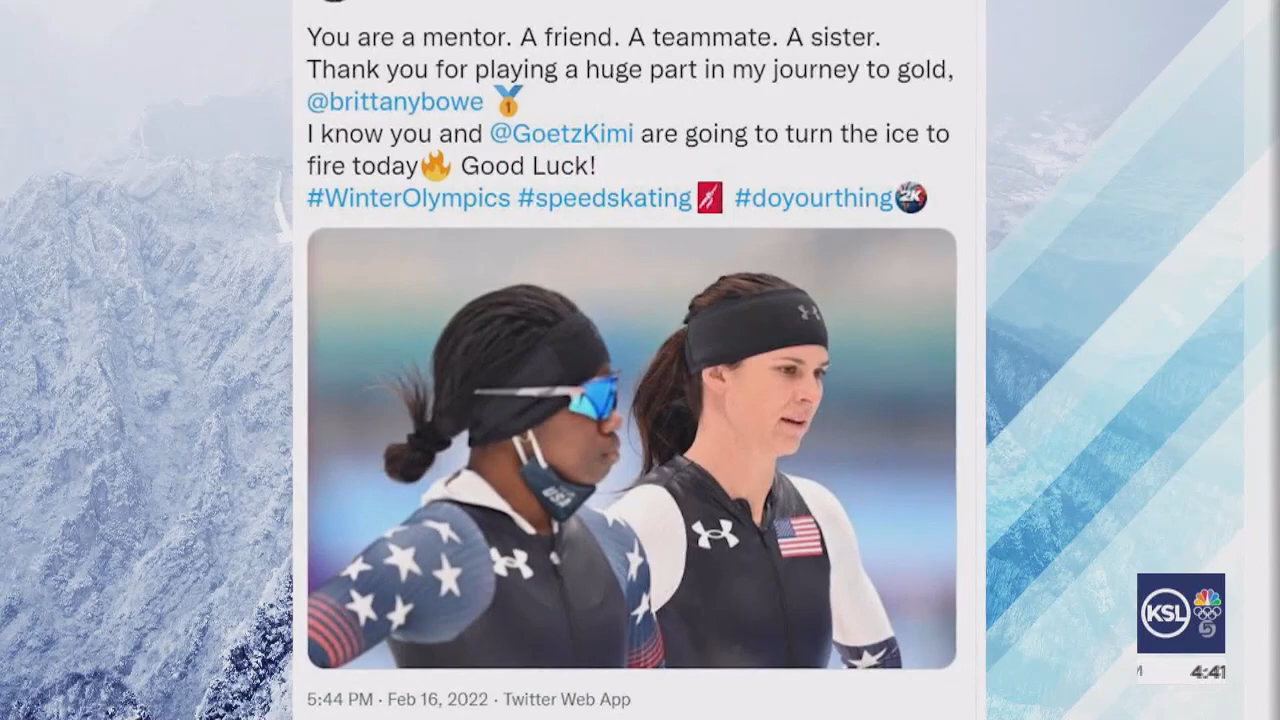 You are a mentor. A friend. A teammate. A sister.
Thank you for playing a huge part in my journey to gold,
@brittanybowe 🥇
I know you and @GoetzKimi are going to turn the ice to
fire today🔥 Good Luck!
#WinterOlympics #speedskating #doyourthing
2K
USA
KSL
5
4:41
5:44 PM · Feb 16, 2022 · Twitter Web App